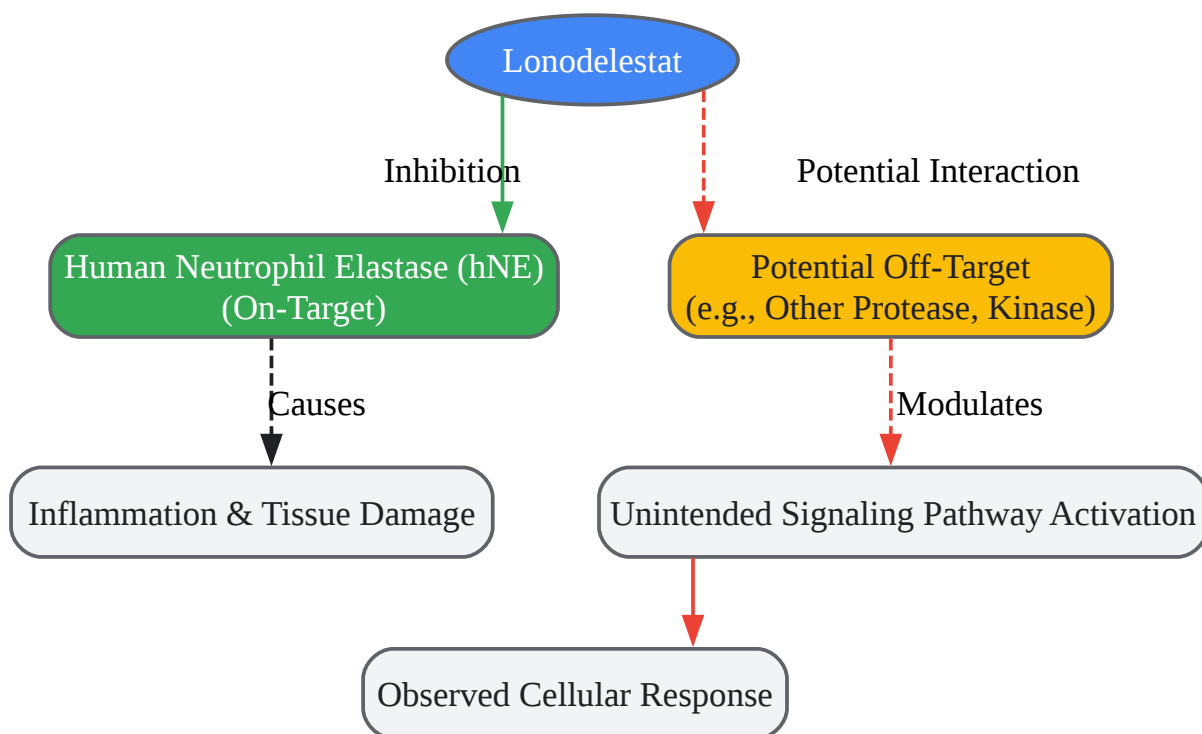 Lonodelestat
Inhibition
Potential Interaction
Human Neutrophil Elastase (hNE)
(On-Target)
Potential Off-Target
(e.g., Other Protease, Kinase)
Causes
Modulates
Inflammation & Tissue Damage
Unintended Signaling Pathway Activation
Observed Cellular Response